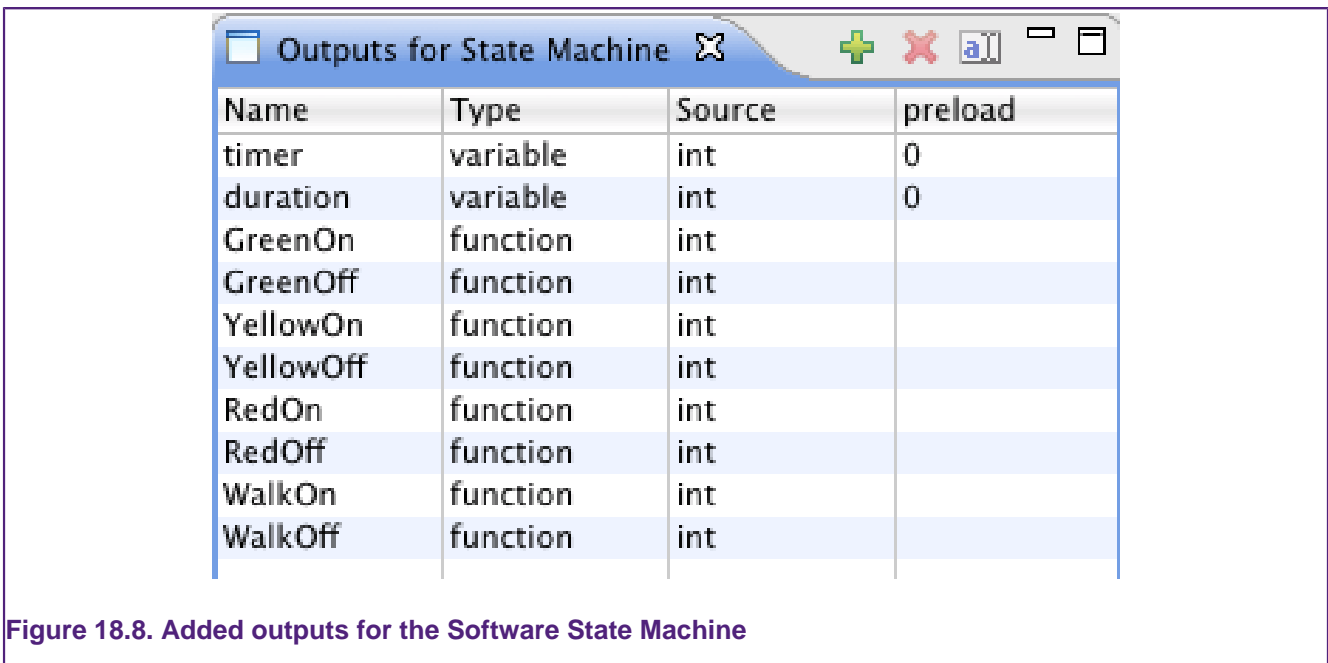 Outputs for State Machine
Name Type Source preload
timer variable int 0
duration variable int 0
GreenOn function int
GreenOff function int
YellowOn function int
YellowOff function int
RedOn function int
RedOff function int
WalkOn function int
WalkOff function int
Figure 18.8. Added outputs for the Software State Machine